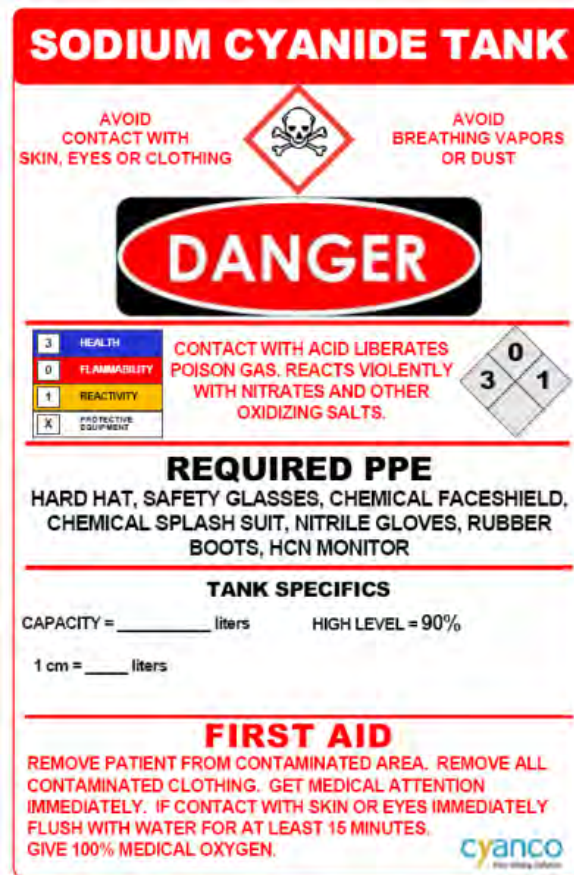 SODIUM CYANIDE TANK
AVOID
CONTACT WITH
SKIN, EYES OR CLOTHING
AVOID
BREATHING VAPORS
OR DUST
DANGER
3 HEALTH
0 FLAMMABILITY
1 REACTIVITY
X PROTECTIVE
EQUIPMENT
CONTACT WITH ACID LIBERATES
POISON GAS. REACTS VIOLENTLY
WITH NITRATES AND OTHER
OXIDIZING SALTS.
0
3 1
REQUIRED PPE
HARD HAT, SAFETY GLASSES, CHEMICAL FACESHIELD,
CHEMICAL SPLASH SUIT, NITRILE GLOVES, RUBBER
BOOTS, HCN MONITOR
TANK SPECIFICS
CAPACITY = __________ liters HIGH LEVEL = 90%
1 cm = _____ liters
FIRST AID
REMOVE PATIENT FROM CONTAMINATED AREA. REMOVE ALL
CONTAMINATED CLOTHING. GET MEDICAL ATTENTION
IMMEDIATELY. IF CONTACT WITH SKIN OR EYES IMMEDIATELY
FLUSH WITH WATER FOR AT LEAST 15 MINUTES.
GIVE 100% MEDICAL OXYGEN.
cyanco